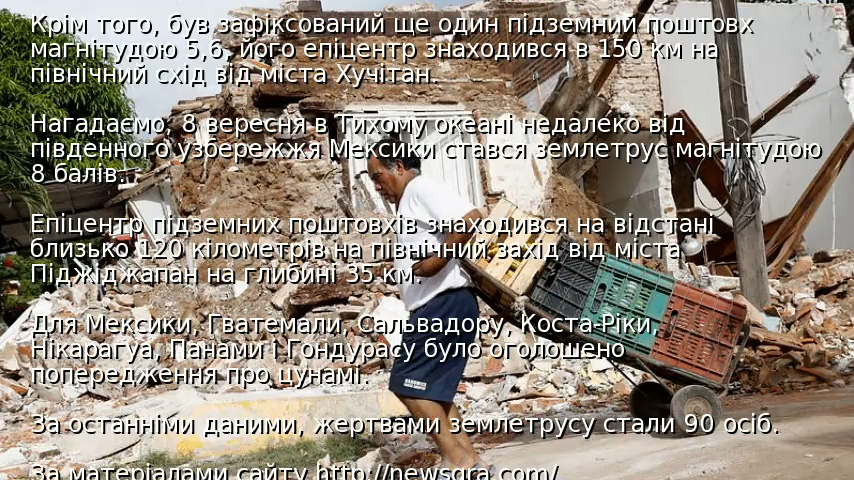 Крім того, був зафіксований ще один підземний поштовх
магнітудою 5,6, його епіцентр знаходився в 150 км на
північний схід від міста Хучітан.
Нагадаємо, 8 вересня в Тихому океані недалеко від
південного узбережжя Мексики стався землетрус магнітудою
8 балів.
Епіцентр підземних поштовхів знаходився на відстані
близько 120 кілометрів на північний захід від міста
Піджіджапан на глибині 35 км.
Для Мексики, Гватемали, Сальвадору, Коста-Ріки,
Нікарагуа, Панами і Гондурасу було оголошено
попередження про цунамі.
За останніми даними, жертвами землетрусу стали 90 осіб.
За матеріалами сайту http://newsgra.com/